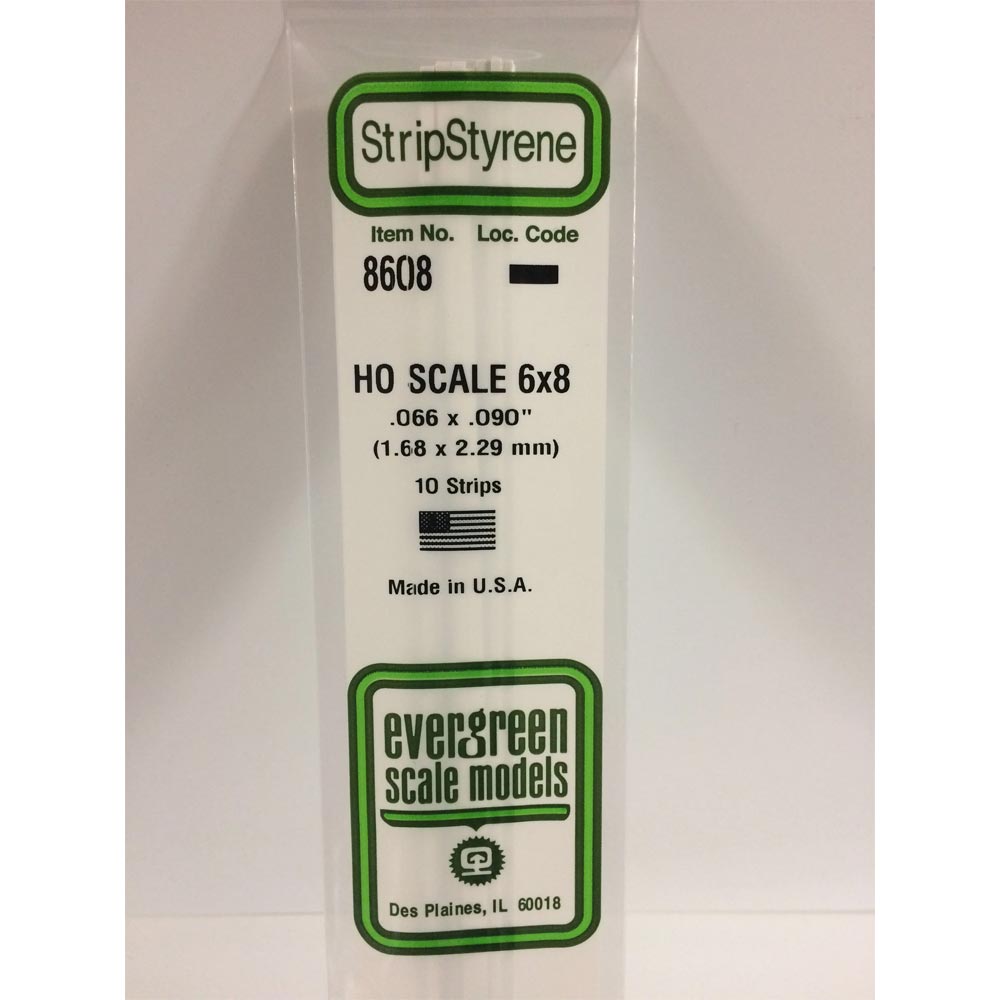 StripStyrene
Item No. Loc. Code
8608
HO SCALE 6x8
.066 x .090"
(1.68 x 2.29 mm)
10 Strips
Made in U.S.A.
evergreen
scale models
Des Plaines, IL 60018